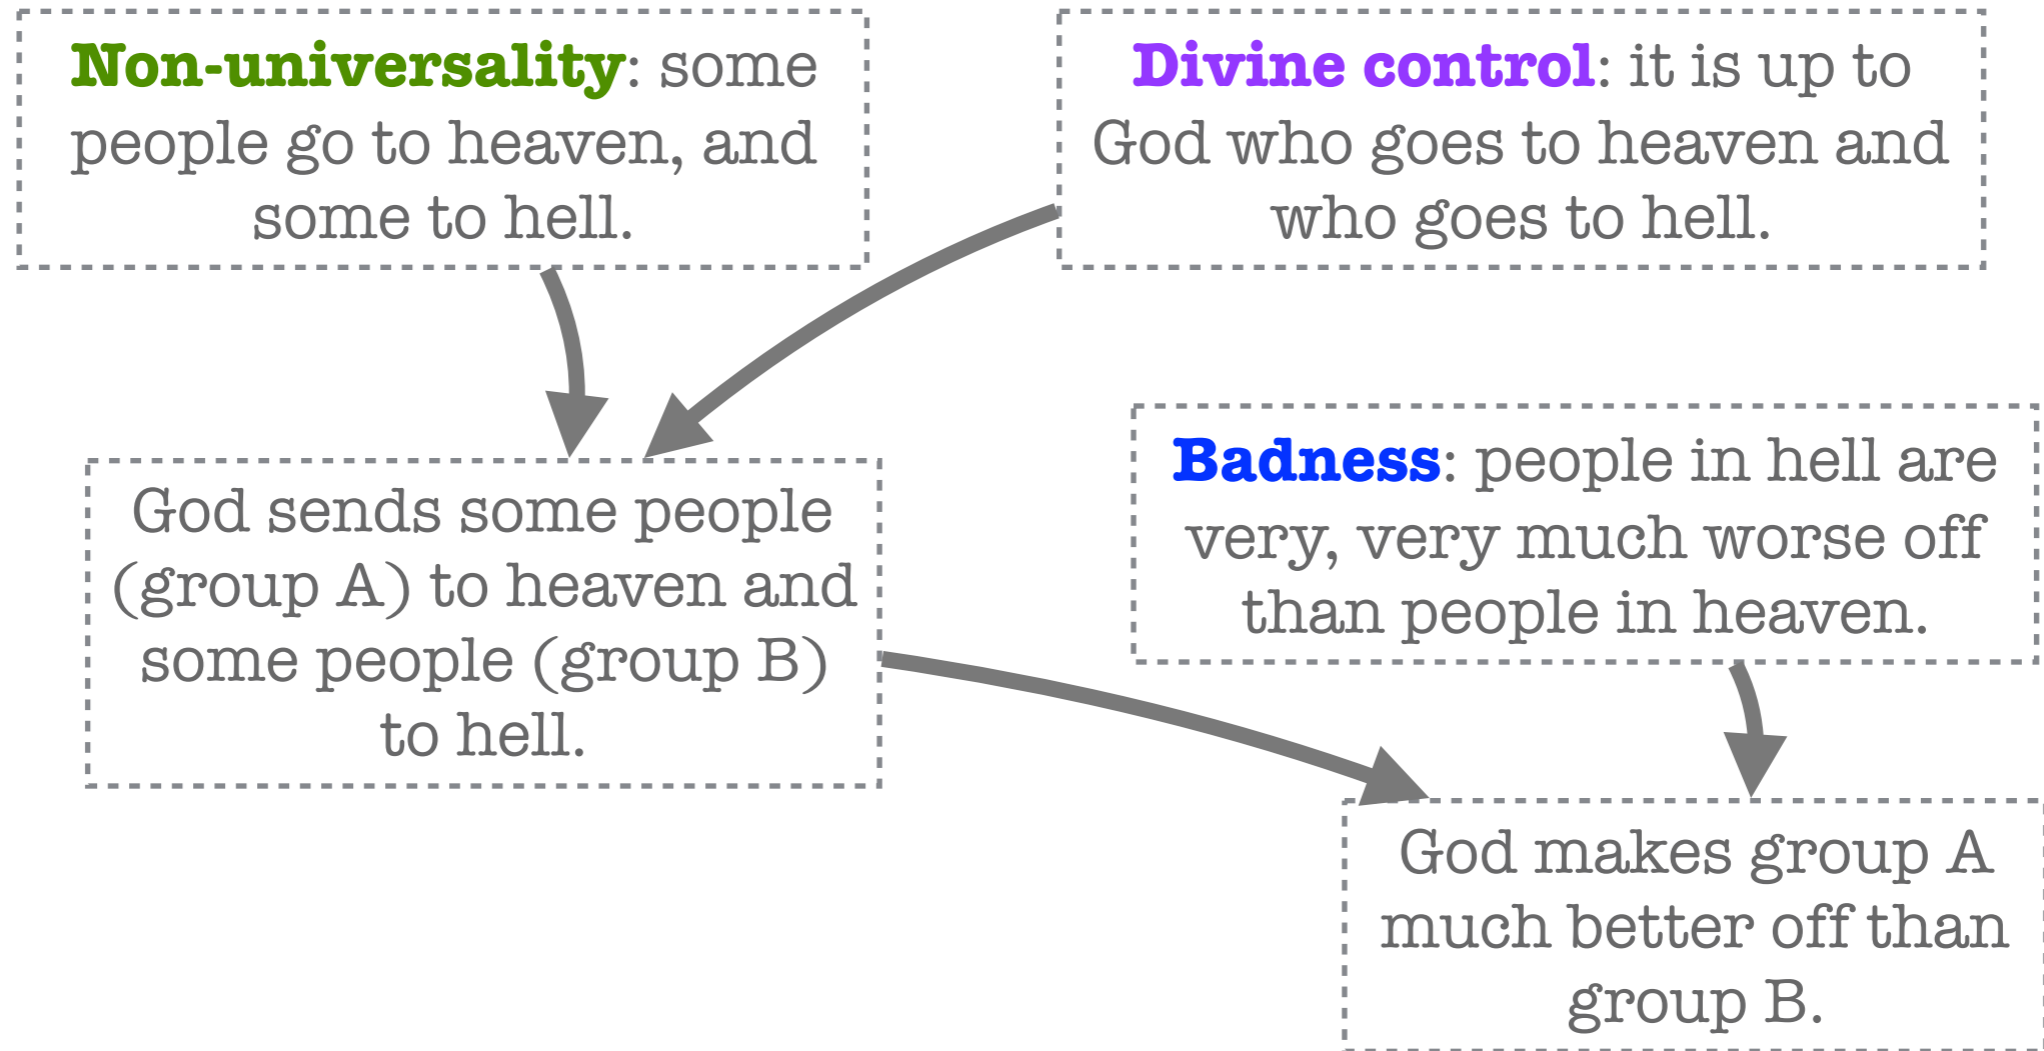 Non-universality: some
people go to heaven, and
some to hell.
Divine control: it is up to
God who goes to heaven and
who goes to hell.
God sends some people
(group A) to heaven and
some people (group B)
to hell.
Badness: people in hell are
very, very much worse off
than people in heaven.
God makes group A
much better off than
group B.